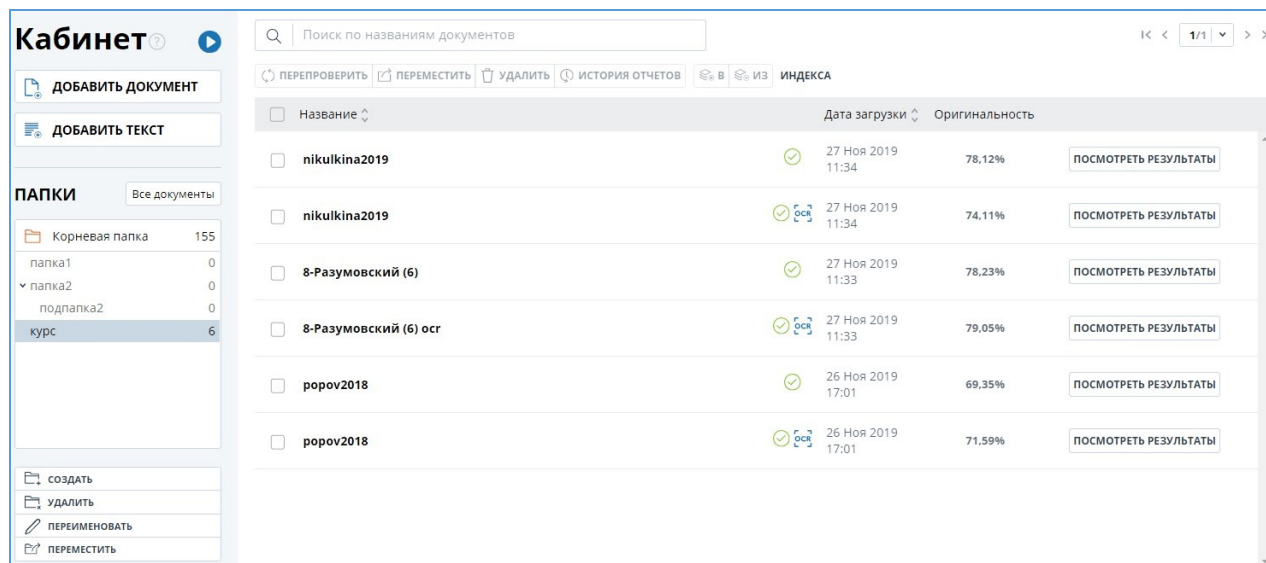 Кабинет ?
ДОБАВИТЬ ДОКУМЕНТ
ДОБАВИТЬ ТЕКСТ
ПАПКИ Все документы
Корневая папка 155
папка1 0
папка2 0
подпапка2 0
курс 6
СОЗДАТЬ
УДАЛИТЬ
ПЕРЕИМЕНОВАТЬ
ПЕРЕМЕСТИТЬ
Поиск по названиям документов 1/1
ПЕРЕПРОВЕРИТЬ ПЕРЕМЕСТИТЬ УДАЛИТЬ ИСТОРИЯ ОТЧЕТОВ В ИЗ ИНДЕКСА
Название Дата загрузки Оригинальность
nikulkina2019 27 Ноя 2019 11:34 78,12% ПОСМОТРЕТЬ РЕЗУЛЬТАТЫ
nikulkina2019 OCR 27 Ноя 2019 11:34 74,11% ПОСМОТРЕТЬ РЕЗУЛЬТАТЫ
8-Разумовский (6) 27 Ноя 2019 11:33 78,23% ПОСМОТРЕТЬ РЕЗУЛЬТАТЫ
8-Разумовский (6) ocr OCR 27 Ноя 2019 11:33 79,05% ПОСМОТРЕТЬ РЕЗУЛЬТАТЫ
popov2018 26 Ноя 2019 17:01 69,35% ПОСМОТРЕТЬ РЕЗУЛЬТАТЫ
popov2018 OCR 26 Ноя 2019 17:01 71,59% ПОСМОТРЕТЬ РЕЗУЛЬТАТЫ